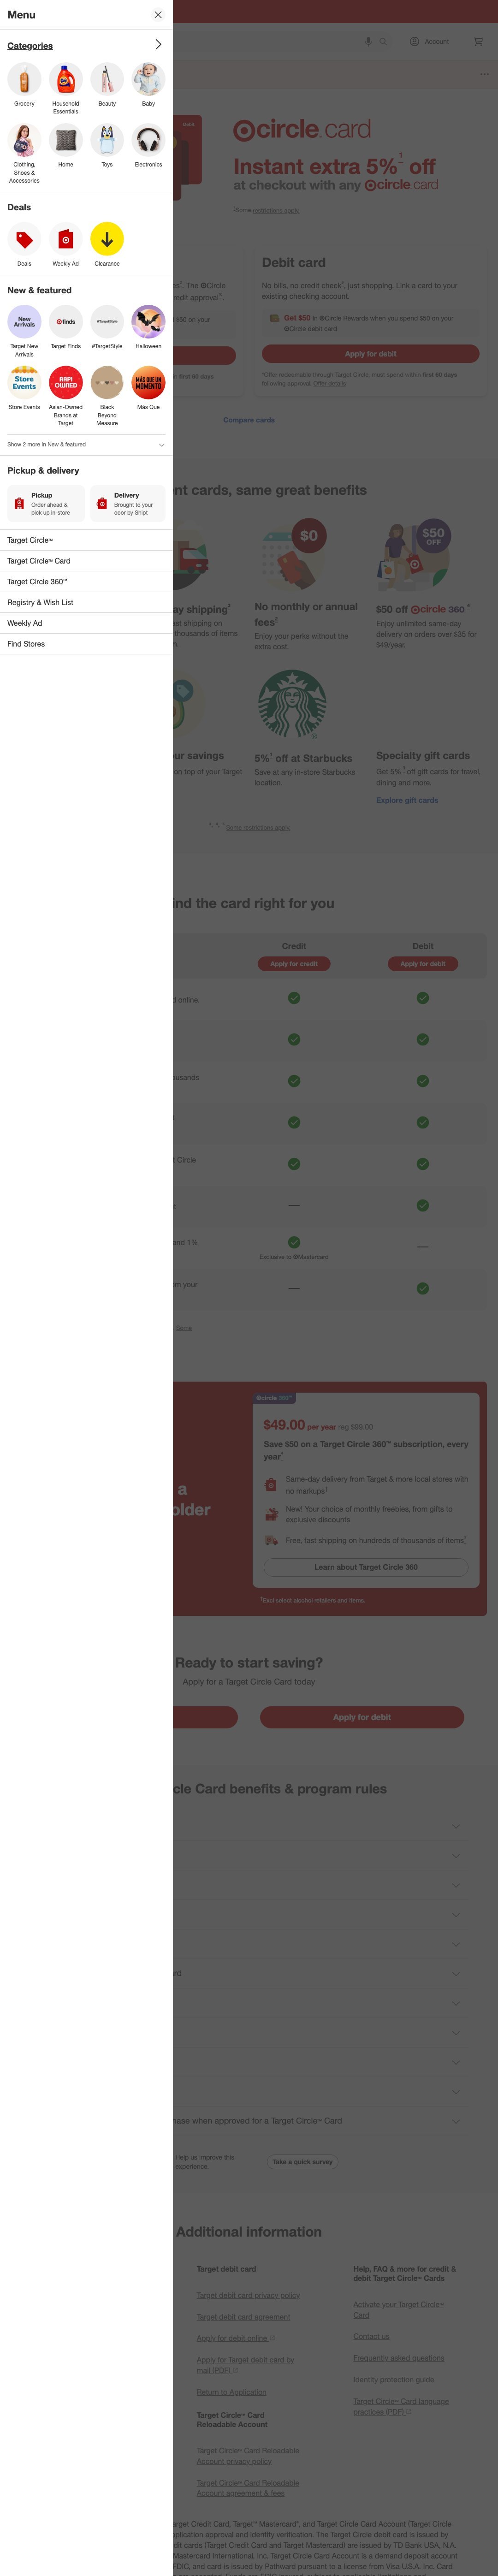 Menu
Categories
Grocery
Household
Essentials
Beauty
Baby
Clothing,
Shoes &
Accessories
Home
Toys
Electronics
Deals
Deals
Weekly Ad
Clearance
New & featured
New
Arrivals
Target New
Arrivals
finds
Target Finds
#TargetStyle
#TargetStyle
Halloween
Store
Events
Store Events
AAPI
OWNED
Asian-Owned
Brands at
Target
Black
Beyond
Measure
MÁS QUE UN
MOMENTO
Más Que
Show 2 more in New & featured
Pickup & delivery
Pickup
Order ahead &
pick up in-store
Delivery
Brought to your
door by Shipt
Target Circle™
Target Circle™ Card
Target Circle 360™
Registry & Wish List
Weekly Ad
Find Stores
Account
circle card
Instant extra 5%† off
at checkout with any circle card
Some restrictions apply.
Debit card
No bills, no credit check*, just shopping. Link a card to your
existing checking account.
Get $50 in Circle Rewards when you spend $50 on your
Circle debit card
Apply for debit
*Offer redeemable through Target Circle, must spend within first 60 days
following approval. Offer details
Compare cards
ent cards, same great benefits
$0
No monthly or annual
fees
Enjoy your perks without the
extra cost.
$50
OFF
$50 off circle 360
Enjoy unlimited same-day
delivery on orders over $35 for
$49/year.
5% off at Starbucks
Save at any in-store Starbucks
location.
Specialty gift cards
Get 5% off gift cards for travel,
dining and more.
Explore gift cards
Some restrictions apply.
ind the card right for you
Credit
Debit
Apply for credit
Apply for debit
Exclusive to Mastercard
circle 360™
$49.00 per year reg $99.00
Save $50 on a Target Circle 360™ subscription, every
year
Same-day delivery from Target & more local stores with
no markups‡
New! Your choice of monthly freebies, from gifts to
exclusive discounts
Free, fast shipping on hundreds of thousands of items
Learn about Target Circle 360
Excl select alcohol retailers and items.
a
older
Ready to start saving?
Apply for a Target Circle Card today
Apply for debit
cle Card benefits & program rules
ard
hase when approved for a Target Circle™ Card
Help us improve this
experience
Take a quick survey
Additional information
Target debit card
Target debit card privacy policy
Target debit card agreement
Apply for debit online
Apply for Target debit card by
mail (PDF)
Return to Application
Target Circle™ Card
Reloadable Account
Target Circle™ Card Reloadable
Account privacy policy
Target Circle™ Card Reloadable
Account agreement & fees
Help, FAQ & more for credit &
debit Target Circle™ Cards
Activate your Target Circle™
Card
Contact us
Frequently asked questions
Identity protection guide
Target Circle™ Card language
practices (PDF)
arget Credit Card, Target™ Mastercard®, and Target Circle Card Account (Target Circle
plication approval and identity verification. The Target Circle debit card is issued by
edit cards (Target Credit Card and Target Mastercard) are issued by TD Bank USA, N.A.
Mastercard International, Inc. Target Circle Card Account is a demand deposit account
FDIC, and card is issued by Pathward pursuant to a license from Visa U.S.A. Inc. Card